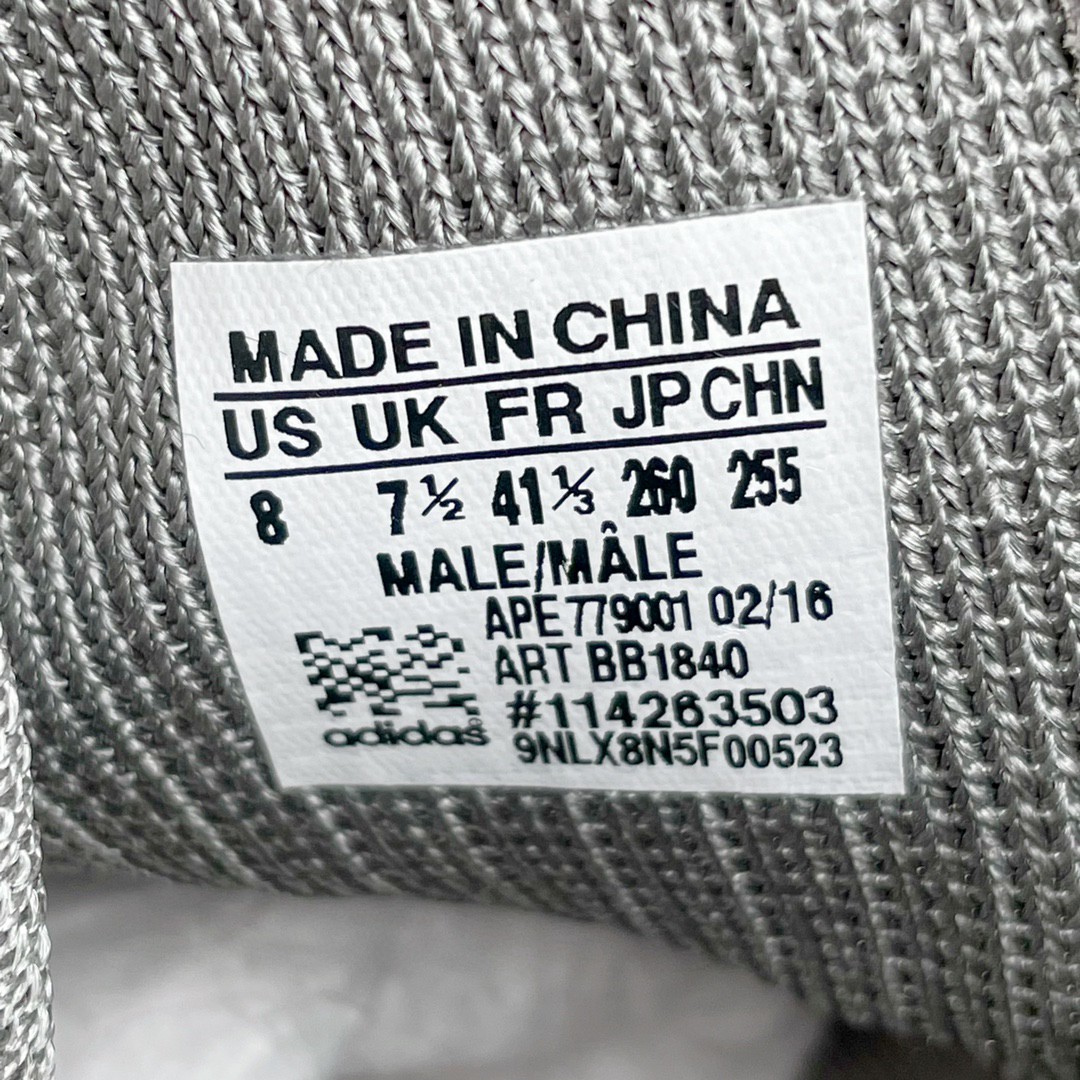 MADE IN CHINA
US UK FR JP CHN
8 7½ 41⅓ 260 255
MALE/MÂLE
APE 779001 02/16
ART BB1840
#114263503
adidas
9NLX8N5F00523